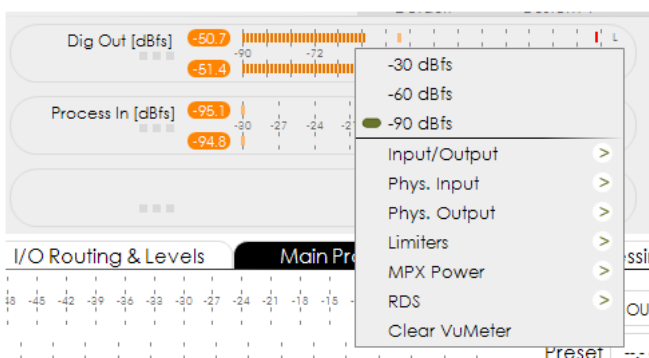 Dig Out [dBfs] -50.7 L
-90 -72
-51.4
-30 dBfs
-60 dBfs
Process In [dBfs] -95.1
-90 dBfs
-30 -27 -24
-94.8
Input/Output >
Phys. Input >
Phys. Output >
Limiters >
I/O Routing & Levels Main
MPX Power >
-45 -42 -39 -36 -33 -30 -27 -24 -21 -18 -15
RDS >
OU
Clear VuMeter
Preset --.-